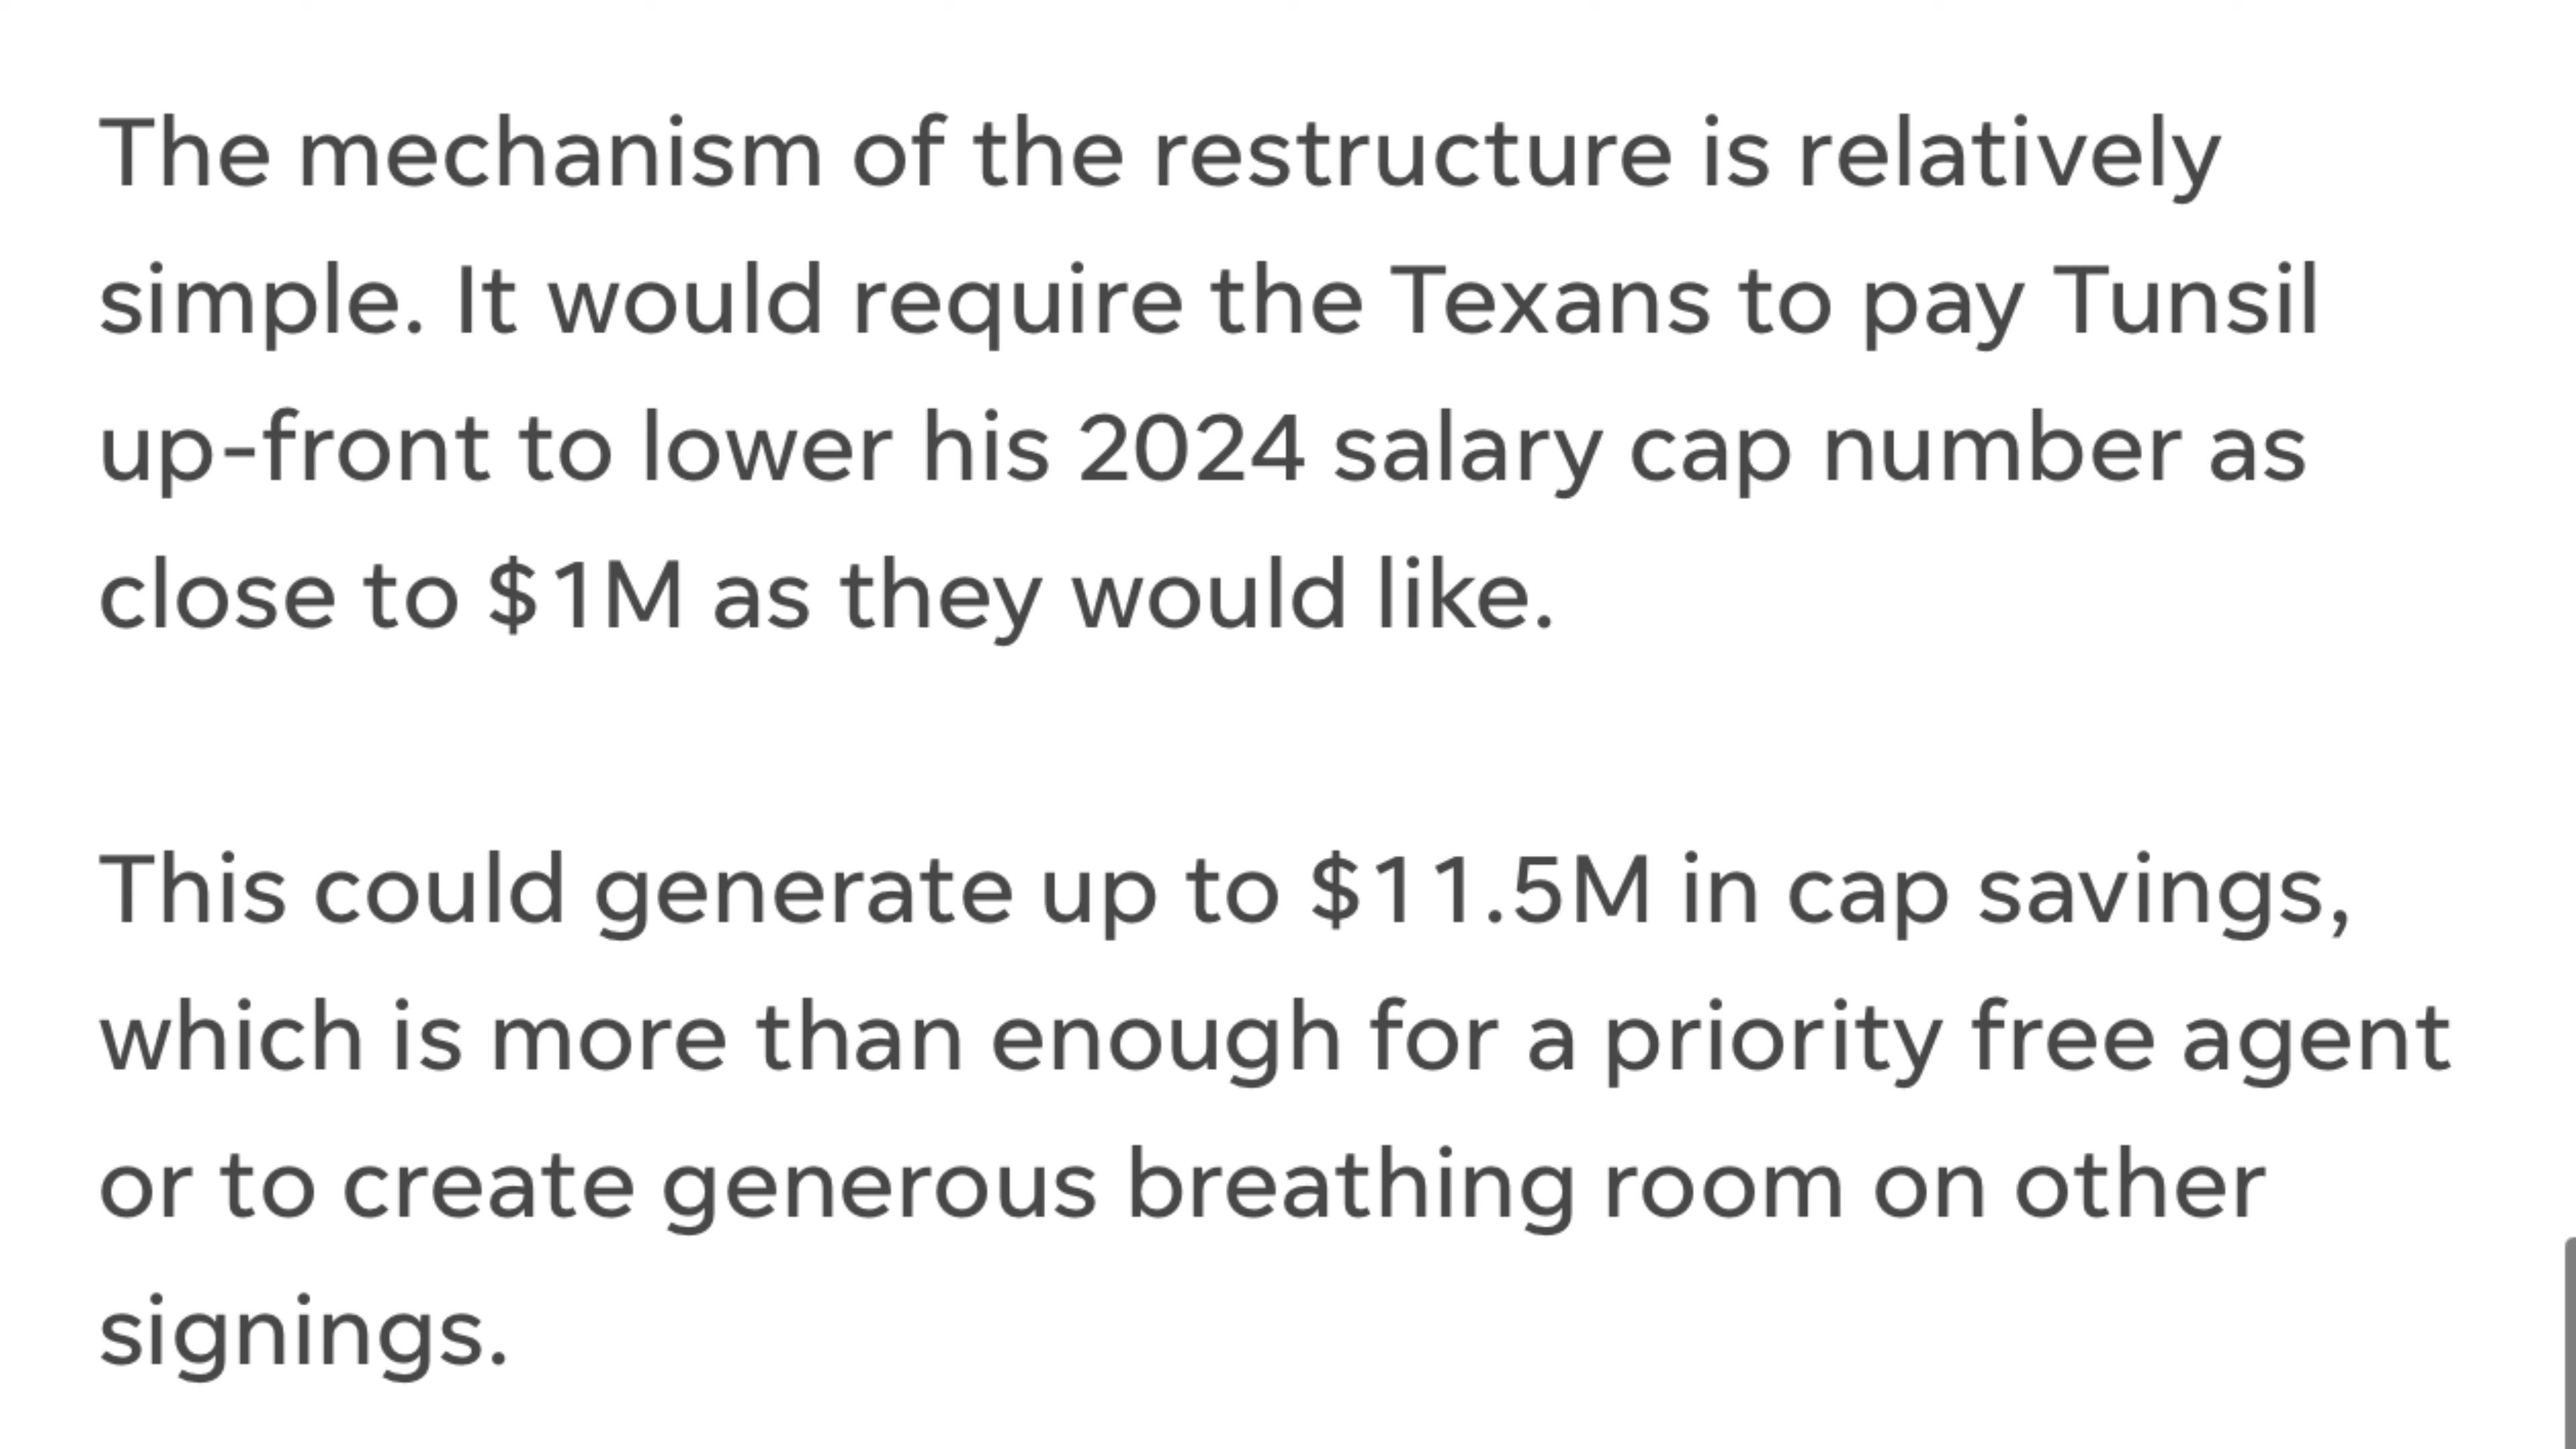 The mechanism of the restructure is relatively
simple. It would require the Texans to pay Tunsil
up-front to lower his 2024 salary cap number as
close to $1M as they would like.
This could generate up to $11.5M in cap savings,
which is more than enough for a priority free agent
or to create generous breathing room on other
signings.